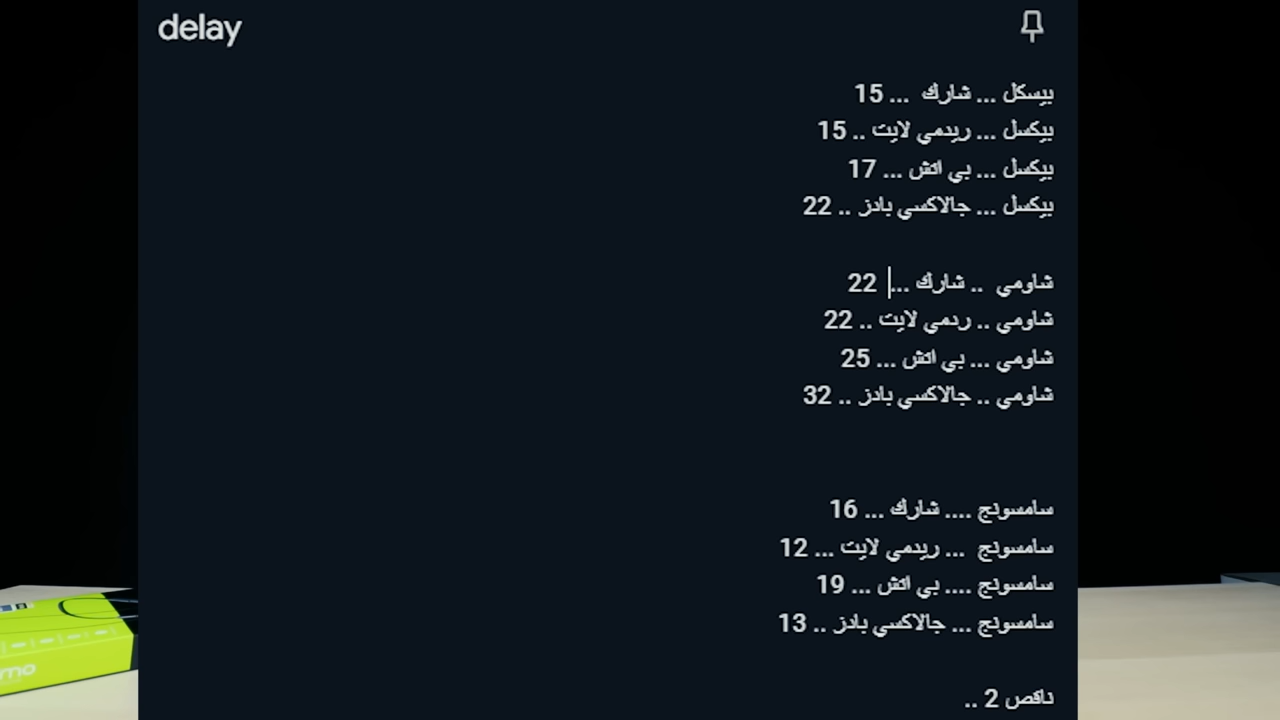 delay
بيسكل ... شارك ... 15
بيكسل ... ريدمي لايت .. 15
بيكسل ... بي اتش ... 17
بيكسل ... جالاكسي بادز .. 22
شاومي .. شارك ... 22
شاومي .. ردمي لايت .. 22
شاومي ... بي اتش ... 25
شاومي .. جالاكسي بادز .. 32
سامسونج .... شارك ... 16
سامسونج ... ريدمي لايت ... 12
سامسونج .... بي اتش ... 19
سامسونج ... جالاكسي بادز .. 13
ناقص 2 ..